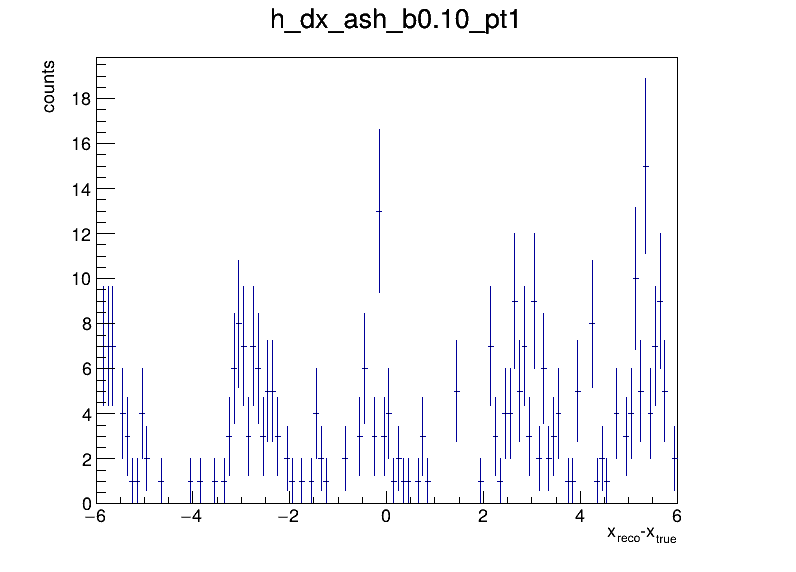 h_dx_ash_b0.10_pt1
counts
18
16
14
12
10
8
6
4
2
0
−6 −4 −2 0 2 4 6
x_reco-x_true